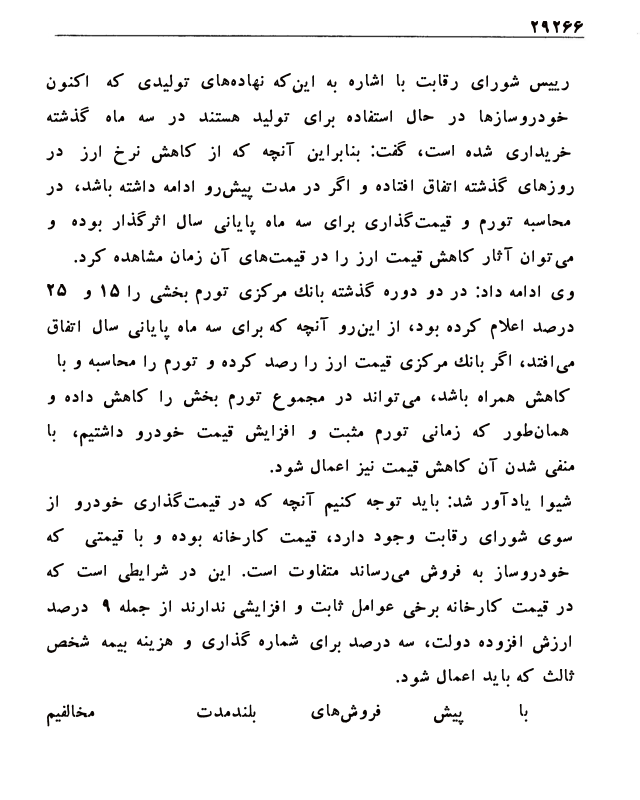 ۲۹۲۶۶
رییس شورای رقابت با اشاره به این‌که نهاده‌های تولیدی که اکنون
خودروسازها در حال استفاده برای تولید هستند در سه ماه گذشته
خریداری شده است، گفت: بنابراین آنچه که از کاهش نرخ ارز در
روزهای گذشته اتفاق افتاده و اگر در مدت پیش‌رو ادامه داشته باشد، در
محاسبه تورم و قیمت‌گذاری برای سه ماه پایانی سال اثرگذار بوده و
می‌توان آثار کاهش قیمت ارز را در قیمت‌های آن زمان مشاهده کرد.
وی ادامه داد: در دو دوره گذشته بانك مرکزی تورم بخشی را ۱۵ و ۲۵
درصد اعلام کرده بود، از این‌رو آنچه که برای سه ماه پایانی سال اتفاق
می‌افتد، اگر بانك مرکزی قیمت ارز را رصد کرده و تورم را محاسبه و با
کاهش همراه باشد، می‌تواند در مجموع تورم بخش را کاهش داده و
همان‌طور که زمانی تورم مثبت و افزایش قیمت خودرو داشتیم، با
منفی شدن آن کاهش قیمت نیز اعمال شود.
شیوا یادآور شد: باید توجه کنیم آنچه که در قیمت‌گذاری خودرو از
سوی شورای رقابت وجود دارد، قیمت کارخانه بوده و با قیمتی که
خودروساز به فروش می‌رساند متفاوت است. این در شرایطی است که
در قیمت کارخانه برخی عوامل ثابت و افزایشی ندارند از جمله ۹ درصد
ارزش افزوده دولت، سه درصد برای شماره گذاری و هزینه بیمه شخص
ثالث که باید اعمال شود.
با پیش فروش‌های بلندمدت مخالفیم